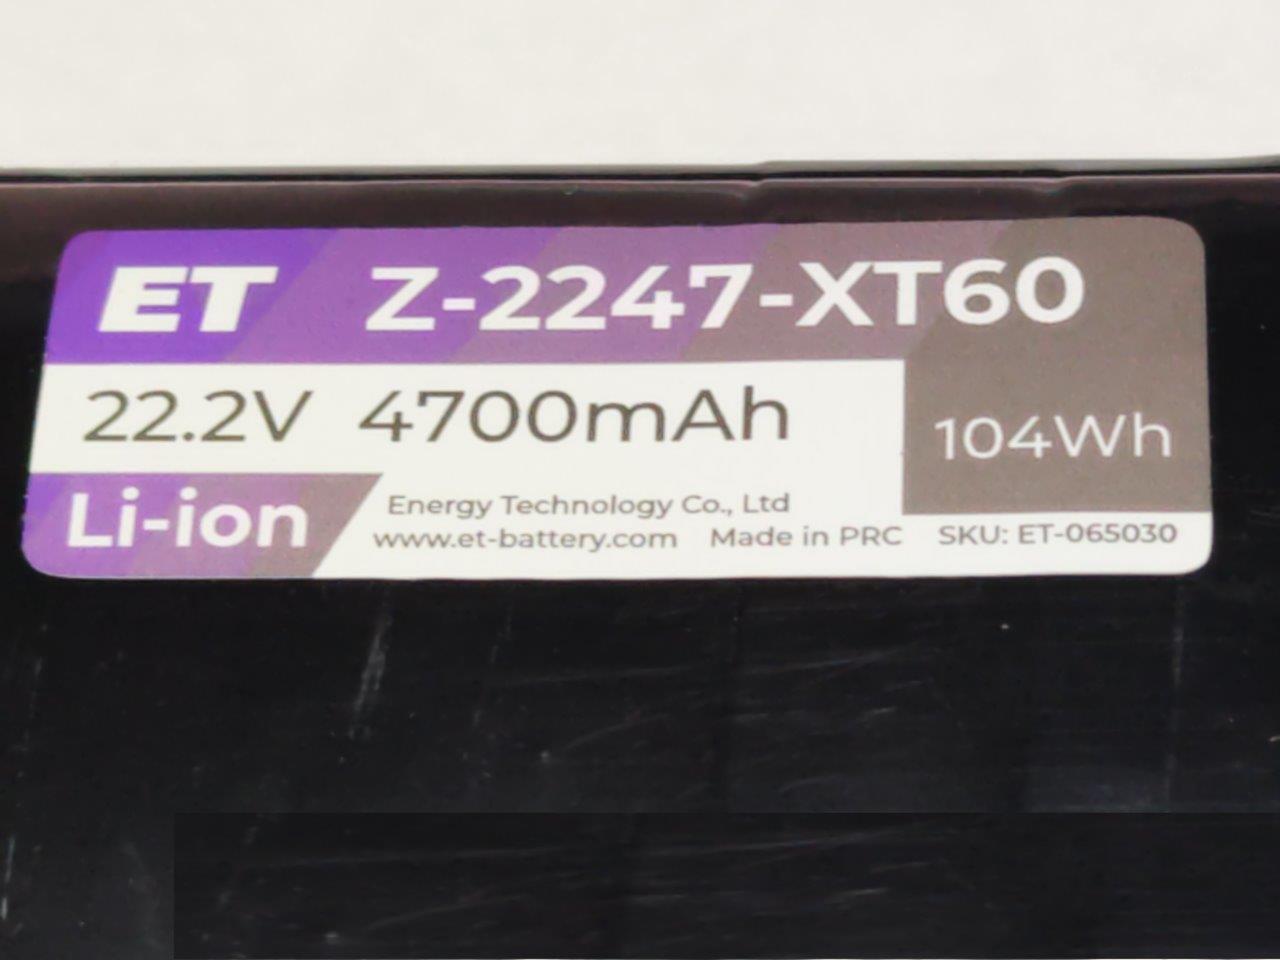 ET Z-2247-XT60
22.2V 4700mAh
104Wh
Li-ion
Energy Technology Co., Ltd
www.et-battery.com Made in PRC SKU: ET-065030